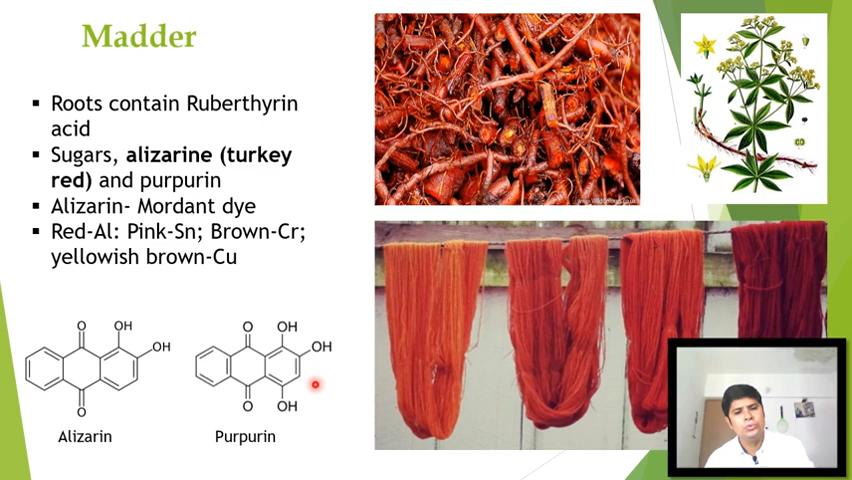 Madder
Roots contain Ruberthyrin
acid
Sugars, alizarine (turkey
red) and purpurin
Alizarin- Mordant dye
Red-Al: Pink-Sn; Brown-Cr;
yellowish brown-Cu
O
OH
OH
O
Alizarin
O
OH
OH
O
OH
Purpurin